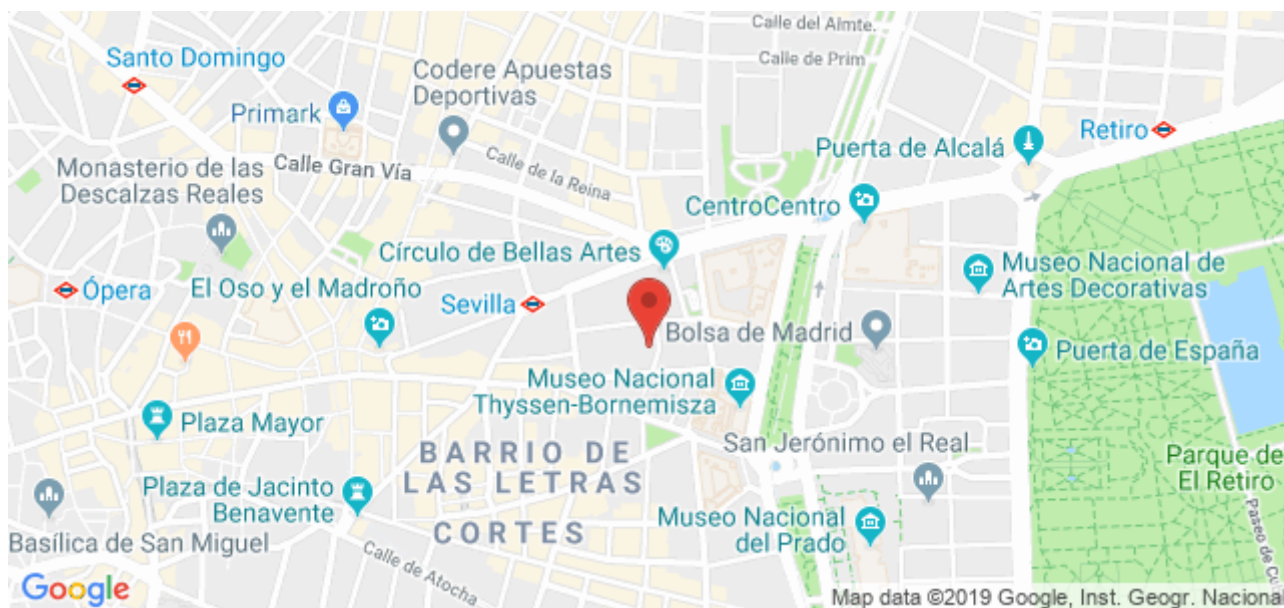 Calle del Almte.
Calle de Prim
Santo Domingo
Codere Apuestas
Deportivas
Primark
Retiro
Puerta de Alcalá
Monasterio de las
Descalzas Reales
Calle Gran Vía
Calle de la Reina
CentroCentro
Círculo de Bellas Artes
Museo Nacional de
Artes Decorativas
Ópera
El Oso y el Madroño
Sevilla
Bolsa de Madrid
Puerta de España
Museo Nacional
Thyssen-Bornemisza
Plaza Mayor
BARRIO DE
LAS LETRAS
San Jerónimo el Real
Parque de
El Retiro
Plaza de Jacinto
Benavente
CORTES
Museo Nacional
del Prado
Basílica de San Miguel
Calle de Atocha
Paseo de Cu
Google
Map data ©2019 Google, Inst. Geogr. Naciona